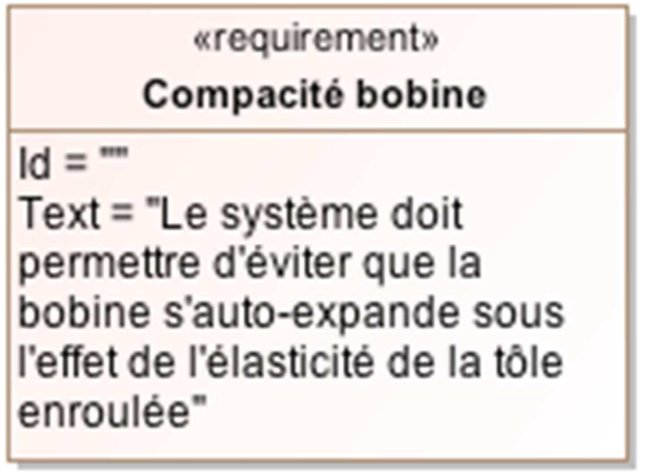 «requirement»
Compacité bobine
Id = ""
Text = "Le système doit
permettre d'éviter que la
bobine s'auto-expande sous
l'effet de l'élasticité de la tôle
enroulée"